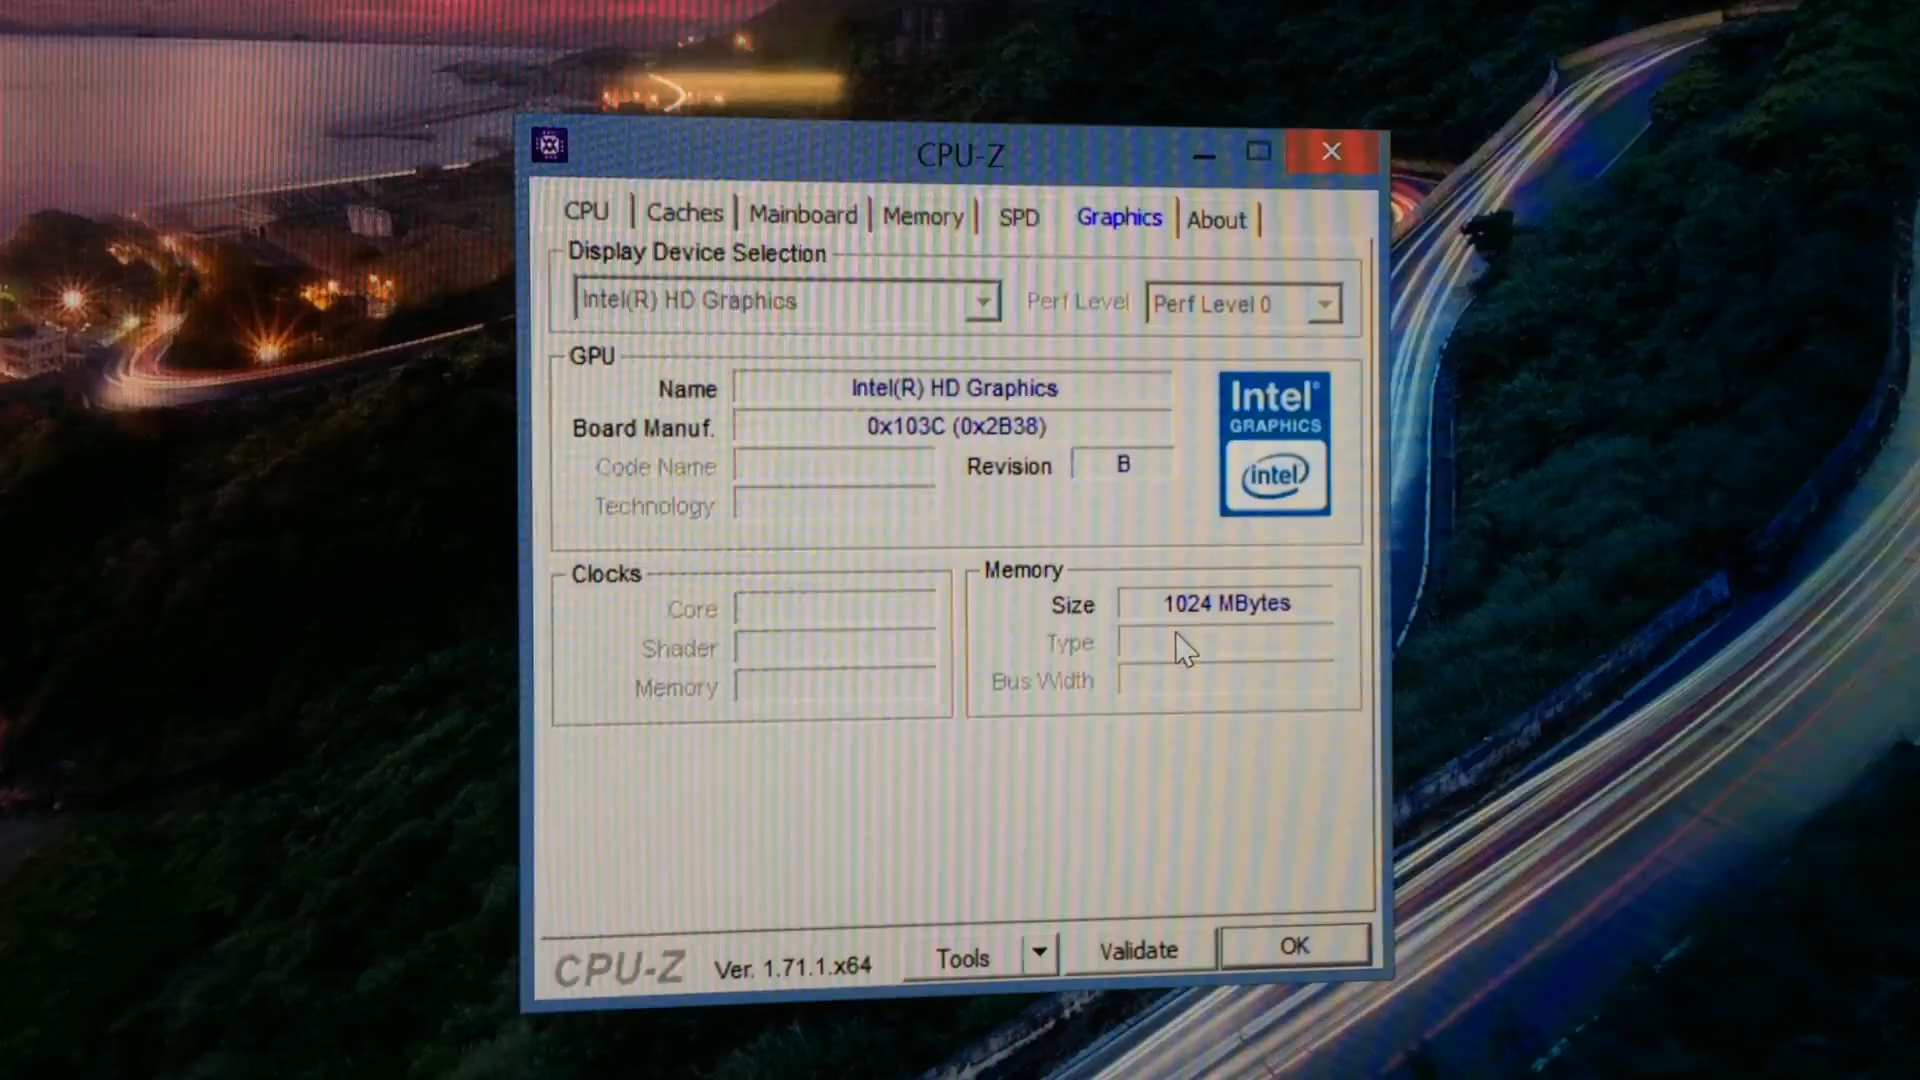 CPU-Z
CPU Caches Mainboard Memory SPD Graphics About
Display Device Selection
Intel(R) HD Graphics Perf Level Perf Level 0
GPU
Name Intel(R) HD Graphics
Board Manuf. 0x103C (0x2B38)
Code Name Revision B
Technology
Intel®
GRAPHICS
intel
Clocks
Core
Shader
Memory
Memory
Size 1024 MBytes
Type
Bus Width
CPU-Z Ver. 1.71.1.x64 Tools Validate OK